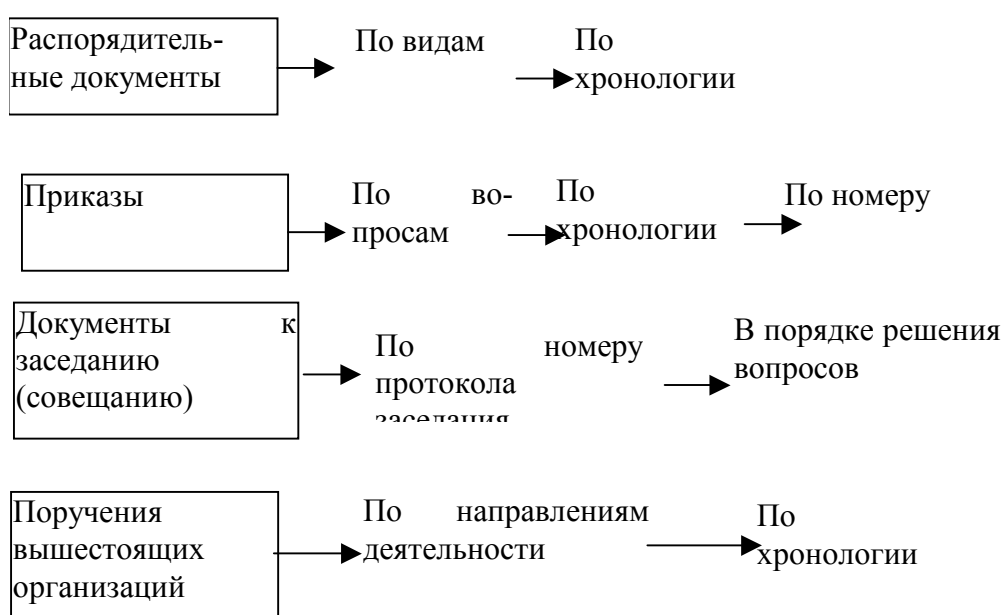 Распорядитель-
ные документы
По видам
По
хронологии
Приказы
По во-
просам
По
хронологии
По номеру
Документы к
заседанию
(совещанию)
По номеру
протокола
заседания
В порядке решения
вопросов
Поручения
вышестоящих
организаций
По направлениям
деятельности
По
хронологии